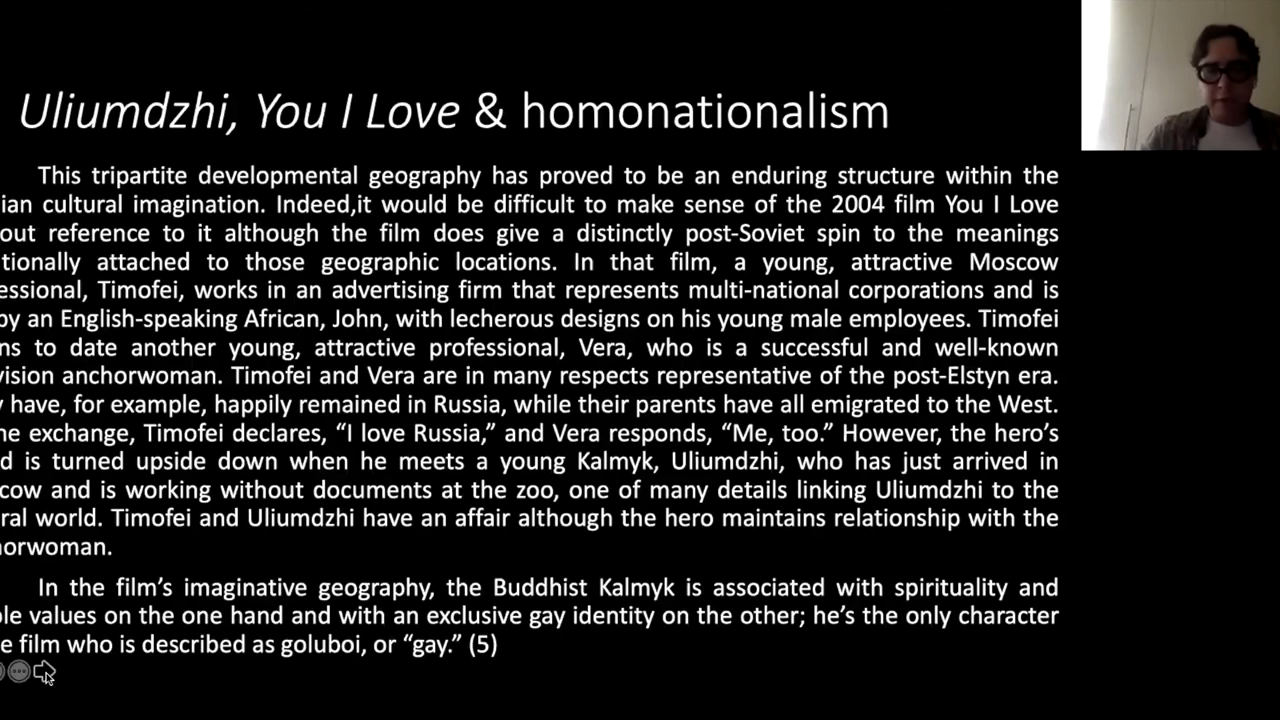 Uliumdzhi, You I Love & homonationalism
This tripartite developmental geography has proved to be an enduring structure within the
ian cultural imagination. Indeed,it would be difficult to make sense of the 2004 film You I Love
out reference to it although the film does give a distinctly post-Soviet spin to the meanings
tionally attached to those geographic locations. In that film, a young, attractive Moscow
essional, Timofei, works in an advertising firm that represents multi-national corporations and is
by an English-speaking African, John, with lecherous designs on his young male employees. Timofei
ns to date another young, attractive professional, Vera, who is a successful and well-known
vision anchorwoman. Timofei and Vera are in many respects representative of the post-Elstyn era.
y have, for example, happily remained in Russia, while their parents have all emigrated to the West.
ne exchange, Timofei declares, “I love Russia,” and Vera responds, “Me, too.” However, the hero’s
d is turned upside down when he meets a young Kalmyk, Uliumdzhi, who has just arrived in
cow and is working without documents at the zoo, one of many details linking Uliumdzhi to the
ral world. Timofei and Uliumdzhi have an affair although the hero maintains relationship with the
horwoman.
In the film’s imaginative geography, the Buddhist Kalmyk is associated with spirituality and
ole values on the one hand and with an exclusive gay identity on the other; he’s the only character
e film who is described as goluboi, or “gay.” (5)